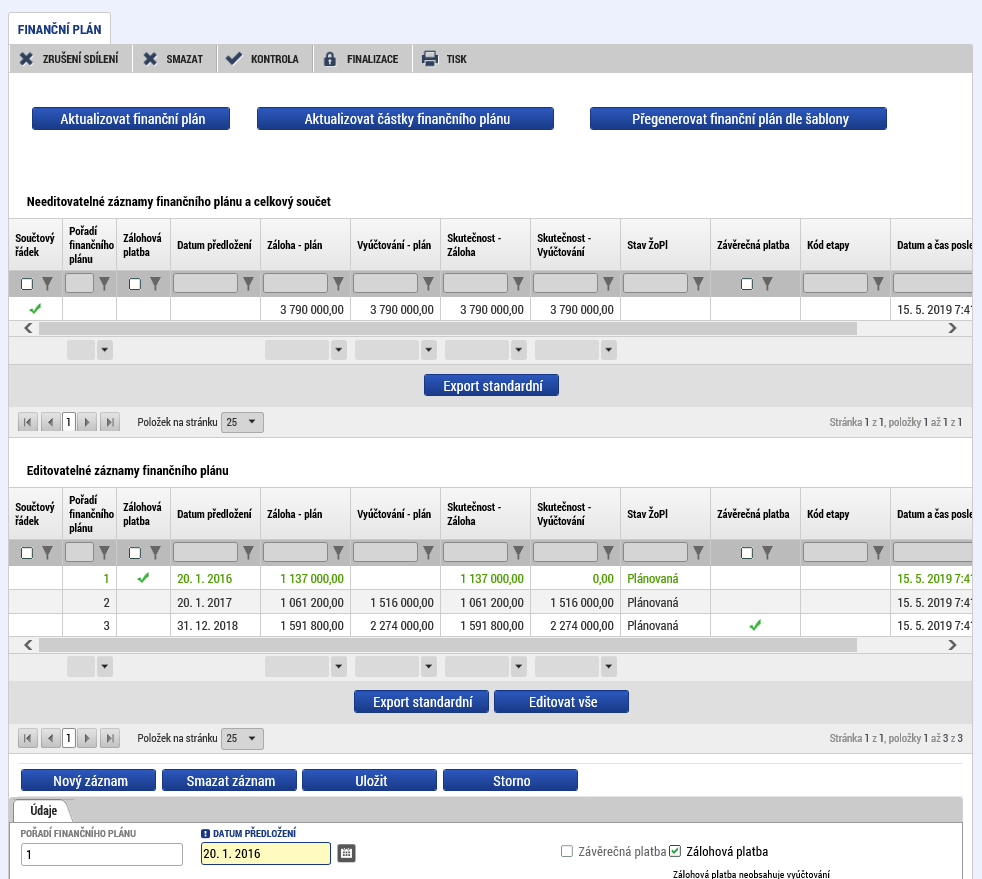 FINANČNÍ PLÁN
ZRUŠENÍ SDÍLENÍ SMAZAT KONTROLA FINALIZACE TISK
Aktualizovat finanční plán Aktualizovat částky finančního plánu Přegenerovat finanční plán dle šablony
Needitovatelné záznamy finančního plánu a celkový součet
Součtový řádek Pořadí finančního plánu Zálohová platba Datum předložení Záloha - plán Vyúčtování - plán Skutečnost - Záloha Skutečnost - Vyúčtování Stav ŽoPl Závěrečná platba Kód etapy Datum a čas posle
3 790 000,00 3 790 000,00 3 790 000,00 3 790 000,00 15. 5. 2019 7:41
Export standardní
1 Položek na stránku 25 Stránka 1 z 1, položky 1 až 1 z 1
Editovatelné záznamy finančního plánu
Součtový řádek Pořadí finančního plánu Zálohová platba Datum předložení Záloha - plán Vyúčtování - plán Skutečnost - Záloha Skutečnost - Vyúčtování Stav ŽoPl Závěrečná platba Kód etapy Datum a čas posle
1 20. 1. 2016 1 137 000,00 1 137 000,00 0,00 Plánovaná 15. 5. 2019 7:41
2 20. 1. 2017 1 061 200,00 1 516 000,00 1 061 200,00 1 516 000,00 Plánovaná 15. 5. 2019 7:41
3 31. 12. 2018 1 591 800,00 2 274 000,00 1 591 800,00 2 274 000,00 Plánovaná 15. 5. 2019 7:41
Export standardní Editovat vše
1 Položek na stránku 25 Stránka 1 z 1, položky 1 až 3 z 3
Nový záznam Smazat záznam Uložit Storno
Údaje
POŘADÍ FINANČNÍHO PLÁNU DATUM PŘEDLOŽENÍ
1 20. 1. 2016 Závěrečná platba Zálohová platba
Zálohová platba neobsahuje vyúčtování